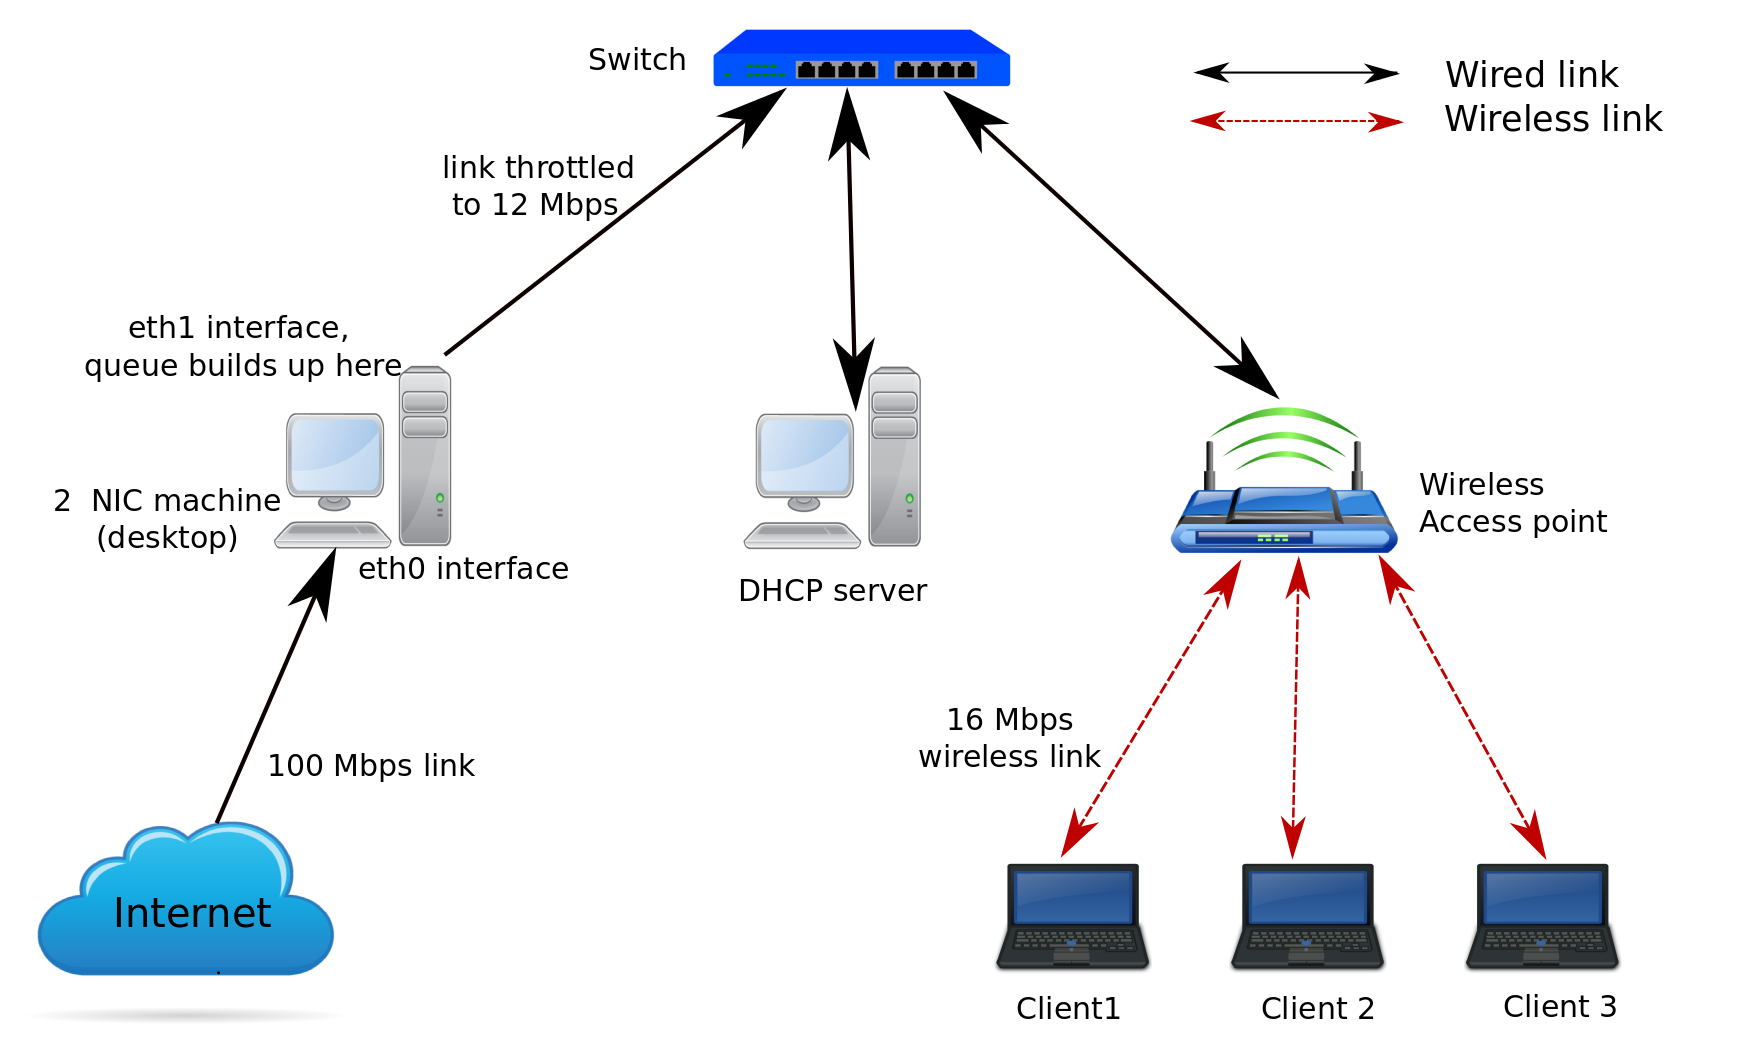 Switch
Wired link
Wireless link
link throttled
to 12 Mbps
eth1 interface,
queue builds up here
2  NIC machine
(desktop)
eth0 interface
DHCP server
Wireless
Access point
16 Mbps
wireless link
100 Mbps link
Internet
Client1
Client 2
Client 3